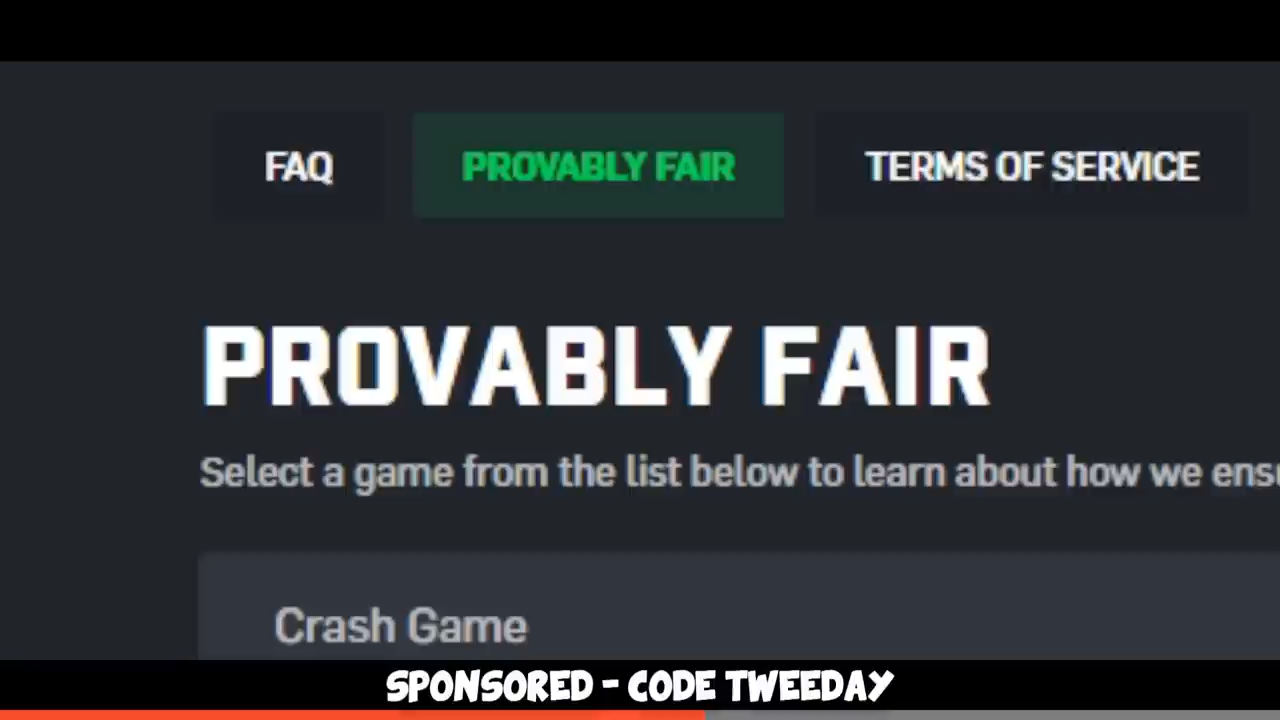 FAQ PROVABLY FAIR TERMS OF SERVICE
PROVABLY FAIR
Select a game from the list below to learn about how we
Crash Game
SPONSORED - CODE TWEEDAY